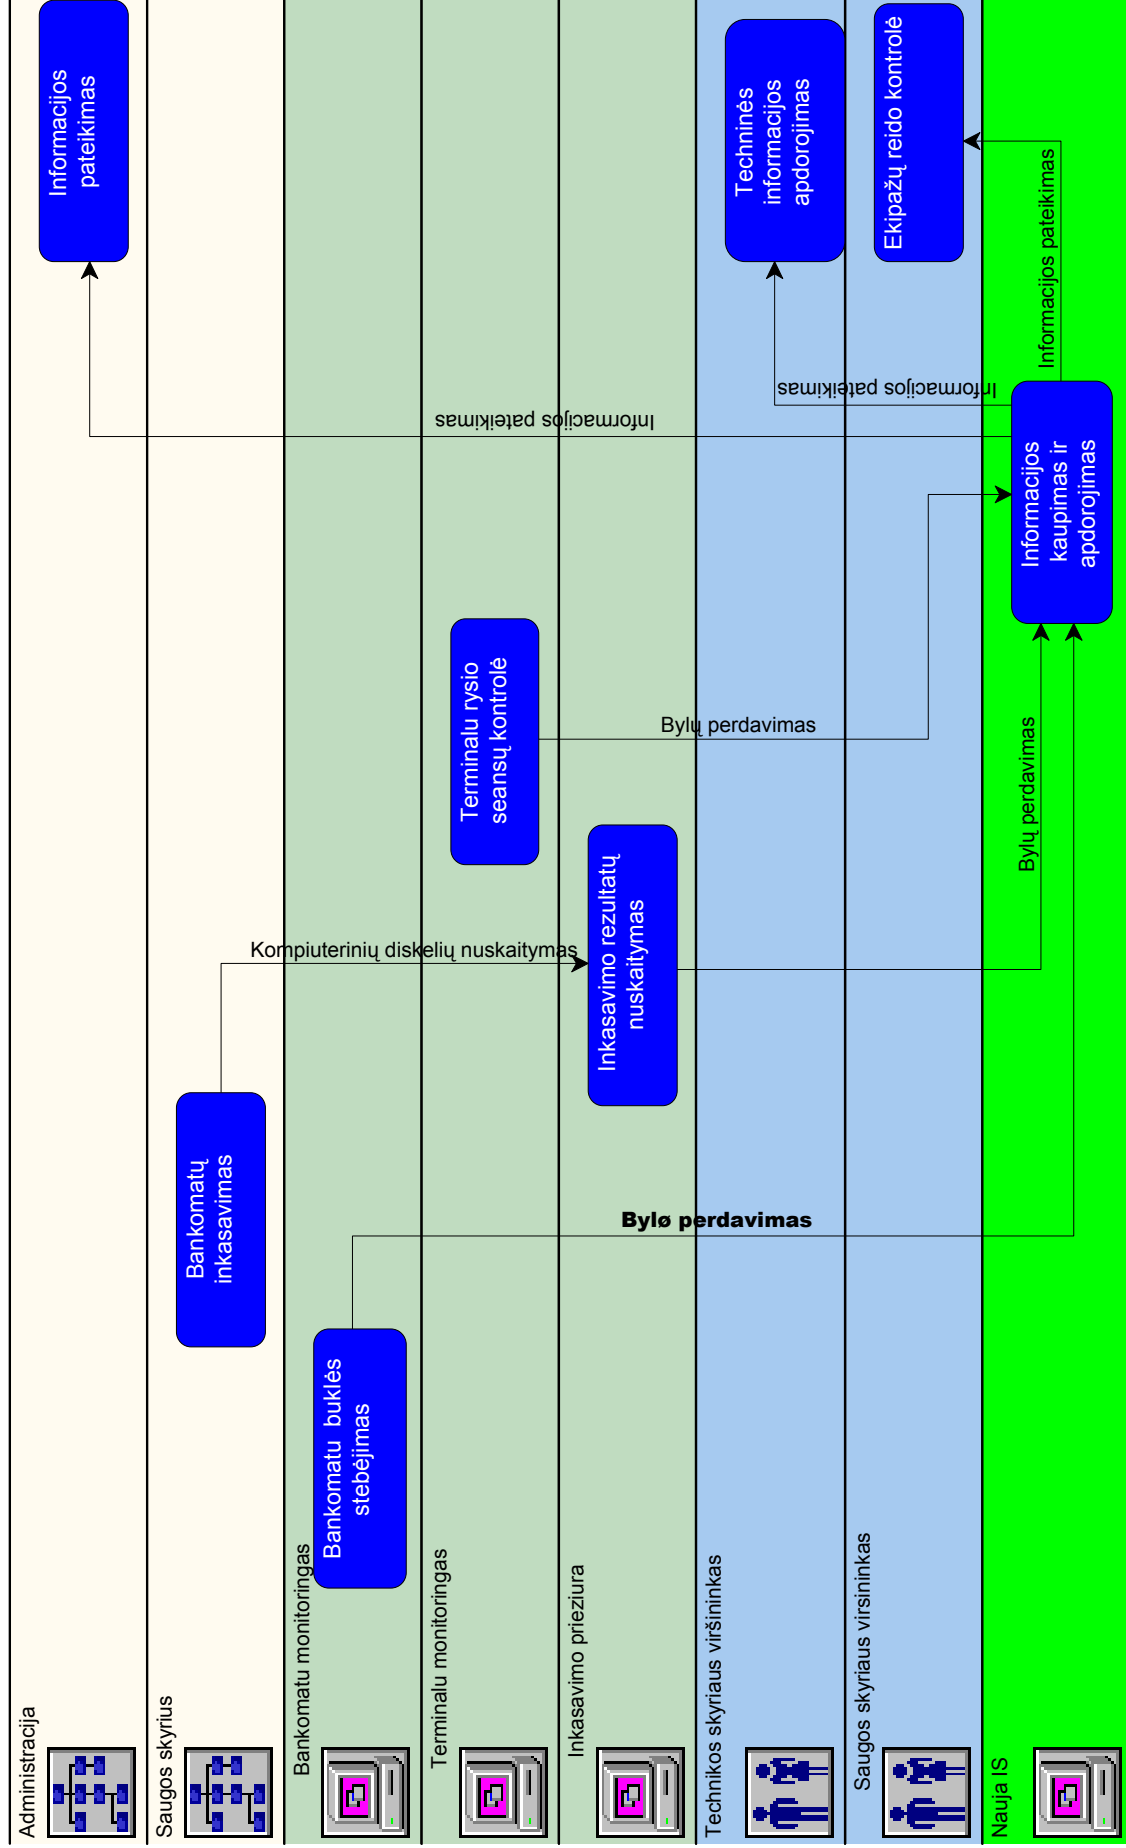 Administracija
Informacijos
pateikimas
Saugos skyrius
Bankomatų
inkasavimas
Kompiuterinių diskelių nuskaitymas
Bankomatu monitoringas
Bankomatu buklės
stebėjimas
Bylø perdavimas
Terminalu monitoringas
Terminalu rysio
seansų kontrolė
Bylų perdavimas
Informacijos pateikimas
Inkasavimo prieziura
Inkasavimo rezultatų
nuskaitymas
Bylų perdavimas
Technikos skyriaus viršininkas
Techninės
informacijos
apdorojimas
Informacijos pateikimas
Saugos skyriaus virsininkas
Ekipažų reido kontrolė
Nauja IS
Informacijos
kaupimas ir
apdorojimas
Informacijos pateikimas